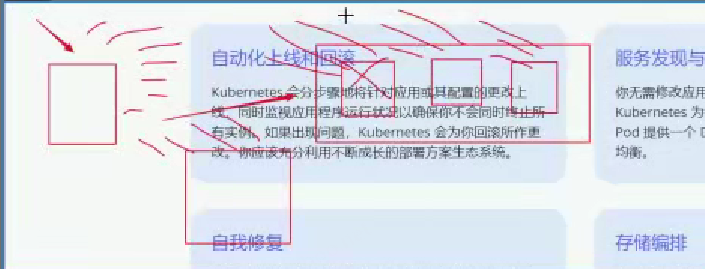 自动化上线和回滚
Kubernetes 会分步骤地将针对应用或其配置的更改上
线，同时监视应用程序运行状况以确保你不会同时终止所
有实例。如果出现问题，Kubernetes 会为你回滚所作更
改。你应该充分利用不断成长的部署方案生态系统。
服务发现与
你无需修改应用
Kubernetes 为
Pod 提供一个
均衡。
自我修复
存储编排